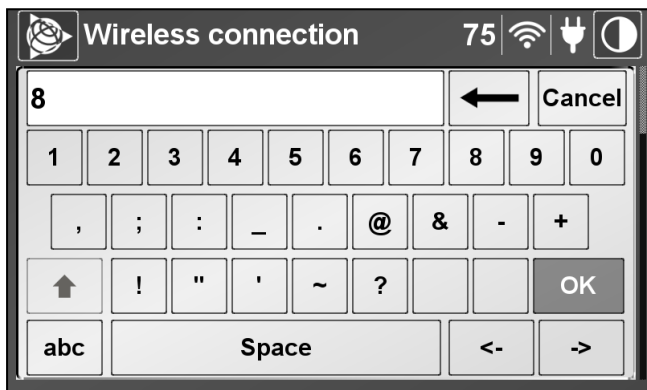 Wireless connection 75
8 Cancel
1 2 3 4 5 6 7 8 9 0
, ; : _ . @ & - +
! " ' ~ ? OK
abc Space <- ->